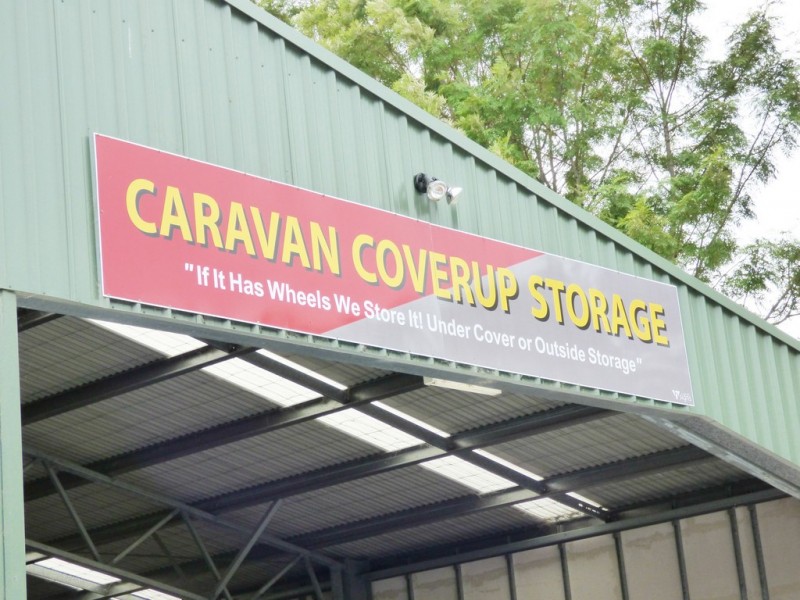 CARAVAN COVERUP STORAGE
"If It Has Wheels We Store It! Under Cover or Outside Storage"